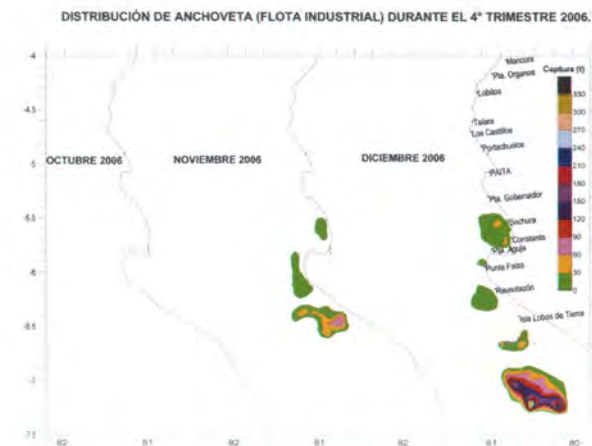 DISTRIBUCIÓN DE ANCHOVETA (FLOTA INDUSTRIAL) DURANTE EL 4° TRIMESTRE 2006.
-4
-4.5
-5
-5.5
-6
-6.5
-7
-7.5
OCTUBRE 2006
NOVIEMBRE 2006
DICIEMBRE 2006
Mancora
Pta. Organos
Lobitos
Talara
Los Castillos
Portachuelos
PAITA
Pta. Gobernador
Sechura
Constante
Pta. Aguja
Punta Falsa
Reventazón
Isla Lobos de Tierra
Captura (t)
330
300
270
240
210
180
150
120
90
60
30
0
82
81
82
81
82
81
80